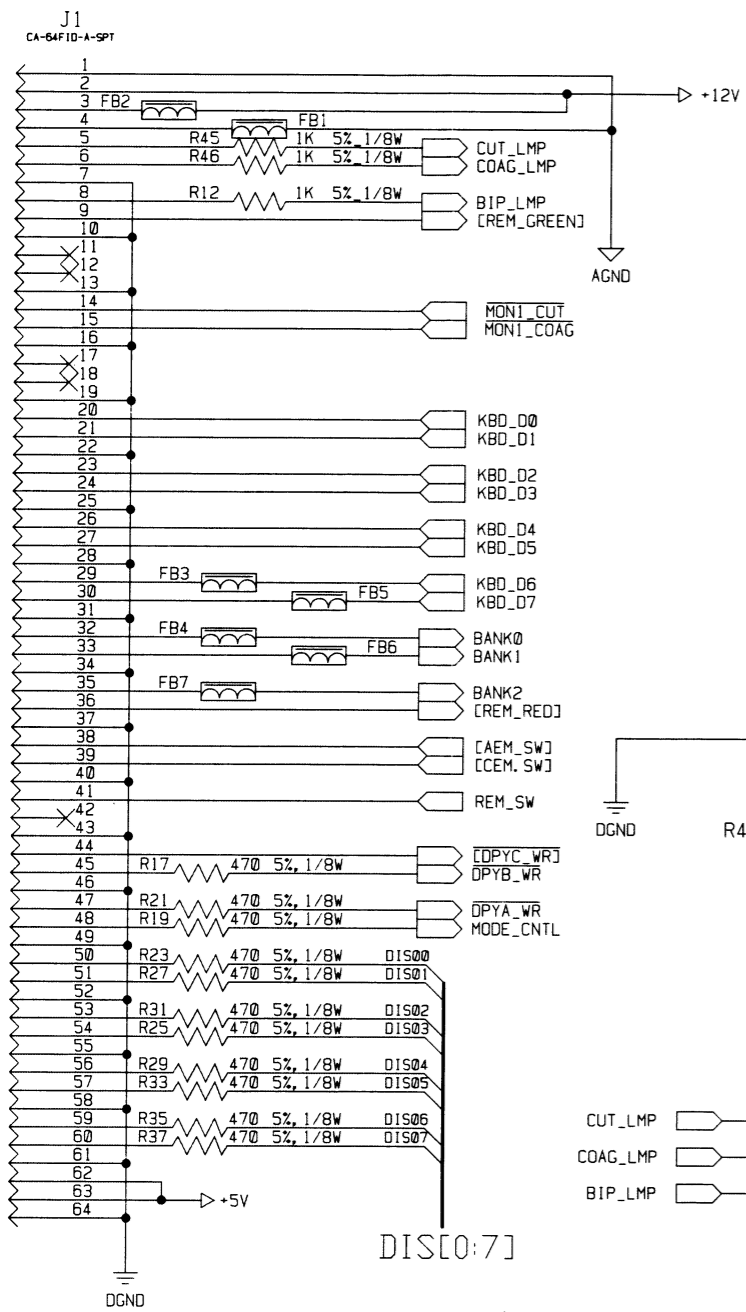 J1
CA-64FID-A-SPT
1
2
+12V
3 FB2
4 FB1
5 R45 1K 5%_1/8W CUT_LMP
6 R46 1K 5%_1/8W COAG_LMP
7
8 R12 1K 5%_1/8W BIP_LMP
9 [REM_GREEN]
10
11
12
AGND
13
14 MON1_CUT
15 MON1_COAG
16
17
18
19
20 KBD_D0
21 KBD_D1
22
23 KBD_D2
24 KBD_D3
25
26 KBD_D4
27 KBD_D5
28
29 FB3 KBD_D6
30 FB5 KBD_D7
31
32 FB4 BANK0
33 FB6 BANK1
34
35 FB7 BANK2
36 [REM_RED]
37
38 [AEM_SW]
39 [CEM.SW]
40
41 REM_SW
42
43
DGND R4
44 [DPYC_WR]
45 R17 470 5%,1/8W DPYB_WR
46
47 R21 470 5%,1/8W DPYA_WR
48 R19 470 5%,1/8W MODE_CNTL
49
50 R23 470 5%,1/8W DIS00
51 R27 470 5%,1/8W DIS01
52
53 R31 470 5%,1/8W DIS02
54 R25 470 5%,1/8W DIS03
55
56 R29 470 5%,1/8W DIS04
57 R33 470 5%,1/8W DIS05
58
59 R35 470 5%,1/8W DIS06
CUT_LMP
60 R37 470 5%,1/8W DIS07
61
COAG_LMP
62
63 +5V
BIP_LMP
64
DIS[0:7]
DGND